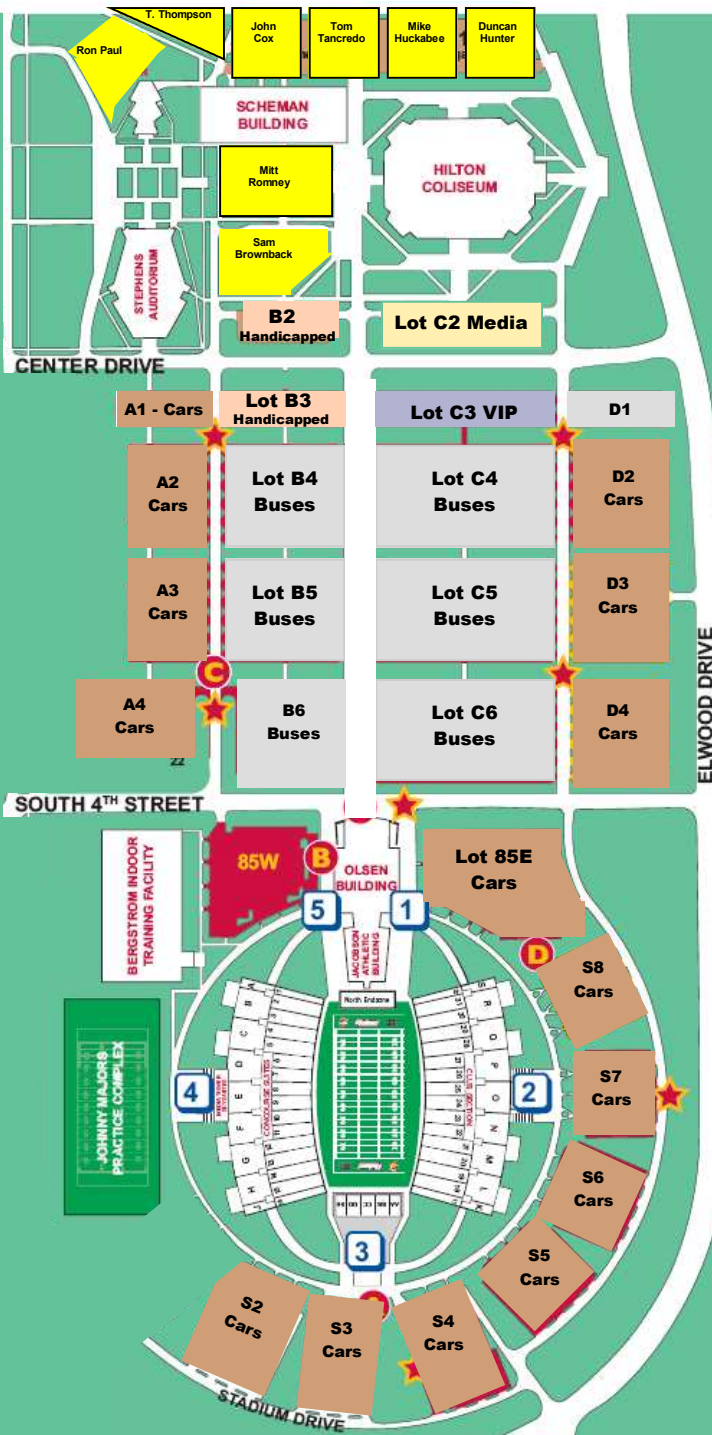 T. Thompson
John
Cox
Tom
Tancredo
Mike
Huckabee
Duncan
Hunter
Ron Paul
SCHEMAN
BUILDING
HILTON
COLISEUM
Mitt
Romney
Sam
Brownback
STEPHENS
AUDITORIUM
B2
Handicapped
Lot C2 Media
CENTER DRIVE
A1 - Cars
Lot B3
Handicapped
Lot C3 VIP
D1
A2
Cars
Lot B4
Buses
Lot C4
Buses
D2
Cars
A3
Cars
Lot B5
Buses
Lot C5
Buses
D3
Cars
C
A4
Cars
B6
Buses
Lot C6
Buses
D4
Cars
22
ELWOOD DRIVE
SOUTH 4TH STREET
BERGSTROM INDOOR
TRAINING FACILITY
85W
B
OLSEN
BUILDING
Lot 85E
Cars
5
1
JACOBSON
ATHLETIC
BUILDING
D
S8
Cars
North Endzone
JOHNNY MAJORS
PRACTICE COMPLEX
4
CONCOURSE SUITES
CLUB SECTION
2
S7
Cars
A
B
C
D
E
F
G
H
S
R
Q
P
O
N
M
L
K
S6
Cars
3
S5
Cars
S2
Cars
S3
Cars
S4
Cars
STADIUM DRIVE